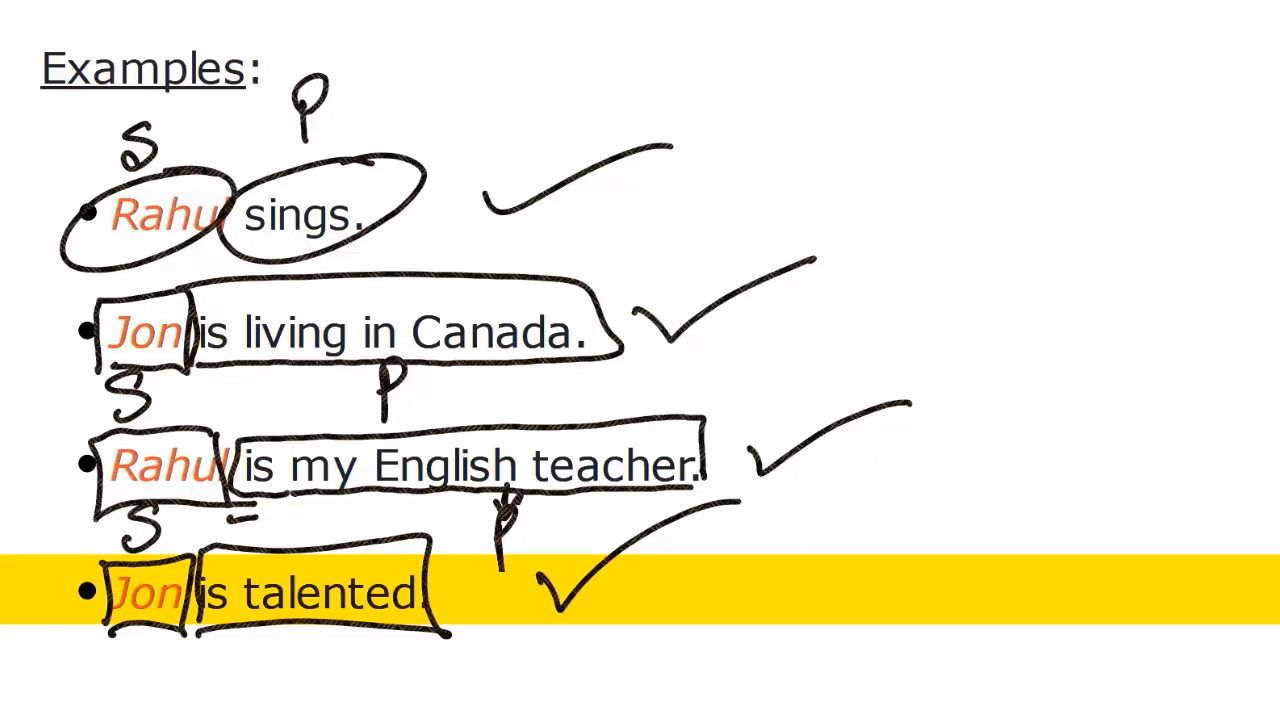 Examples:
P
S
• Rahul sings.
• Jon is living in Canada.
S P
• Rahul is my English teacher.
S P
• Jon is talented.